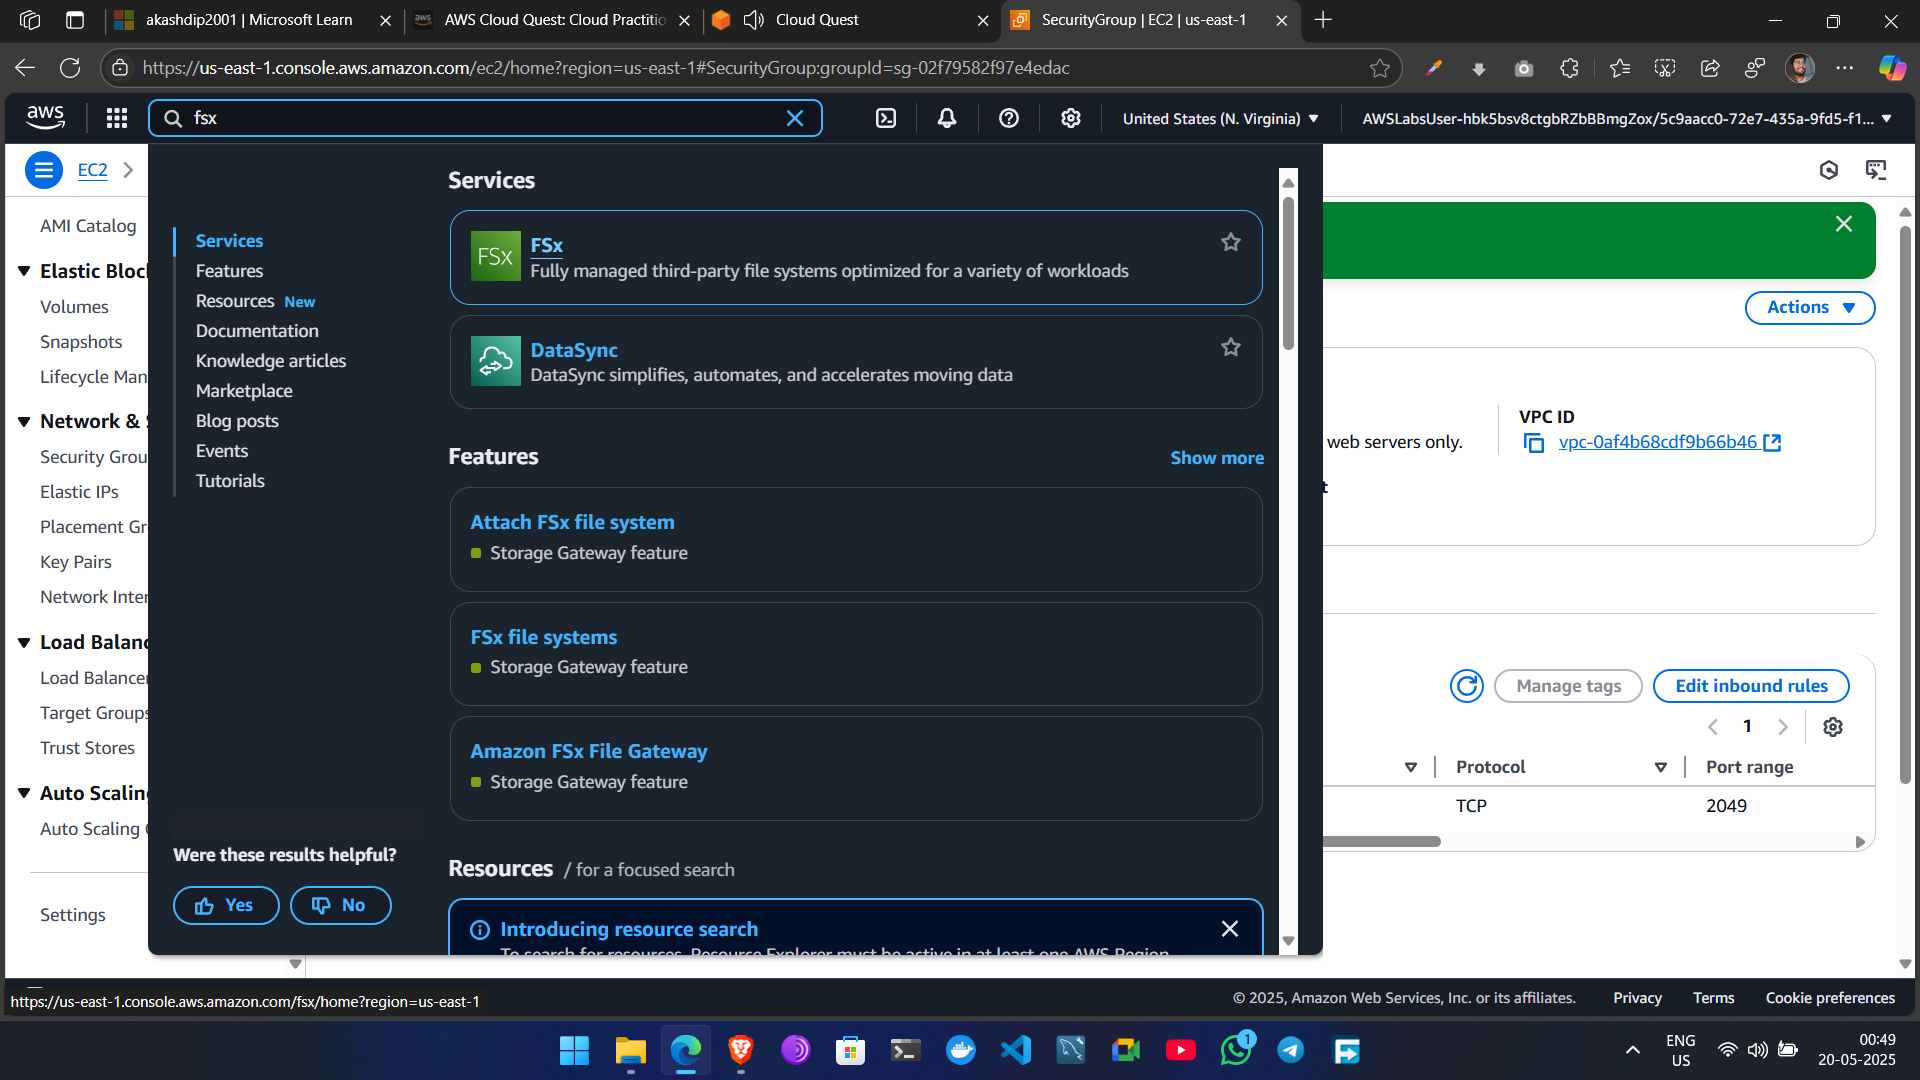 akashdip2001 | Microsoft Learn
AWS Cloud Quest: Cloud Practitio
Cloud Quest
SecurityGroup | EC2 | us-east-1
https://us-east-1.console.aws.amazon.com/ec2/home?region=us-east-1#SecurityGroup:groupId=sg-02f79582f97e4edac
aws
fsx
United States (N. Virginia)
AWSLabsUser-hbk5bsv8ctgbRZbBBmgZox/5c9aacc0-72e7-435a-9fd5-f1...
EC2
AMI Catalog
Elastic Bloc
Volumes
Snapshots
Lifecycle Man
Network & S
Security Grou
Elastic IPs
Placement Gr
Key Pairs
Network Inter
Load Balanc
Load Balancer
Target Groups
Trust Stores
Auto Scaling
Auto Scaling G
Settings
Services
Features
Resources New
Documentation
Knowledge articles
Marketplace
Blog posts
Events
Tutorials
Were these results helpful?
Yes
No
Services
FSx
FSx
Fully managed third-party file systems optimized for a variety of workloads
DataSync
DataSync simplifies, automates, and accelerates moving data
Features
Show more
Attach FSx file system
Storage Gateway feature
FSx file systems
Storage Gateway feature
Amazon FSx File Gateway
Storage Gateway feature
Resources / for a focused search
Introducing resource search
To search for resources, Resource Explorer must be active in at least one AWS Region.
Actions
web servers only.
VPC ID
vpc-0af4b68cdf9b66b46
t
Manage tags
Edit inbound rules
1
Protocol
Port range
TCP
2049
https://us-east-1.console.aws.amazon.com/fsx/home?region=us-east-1
© 2025, Amazon Web Services, Inc. or its affiliates.
Privacy
Terms
Cookie preferences
1
ENG
US
00:49
20-05-2025